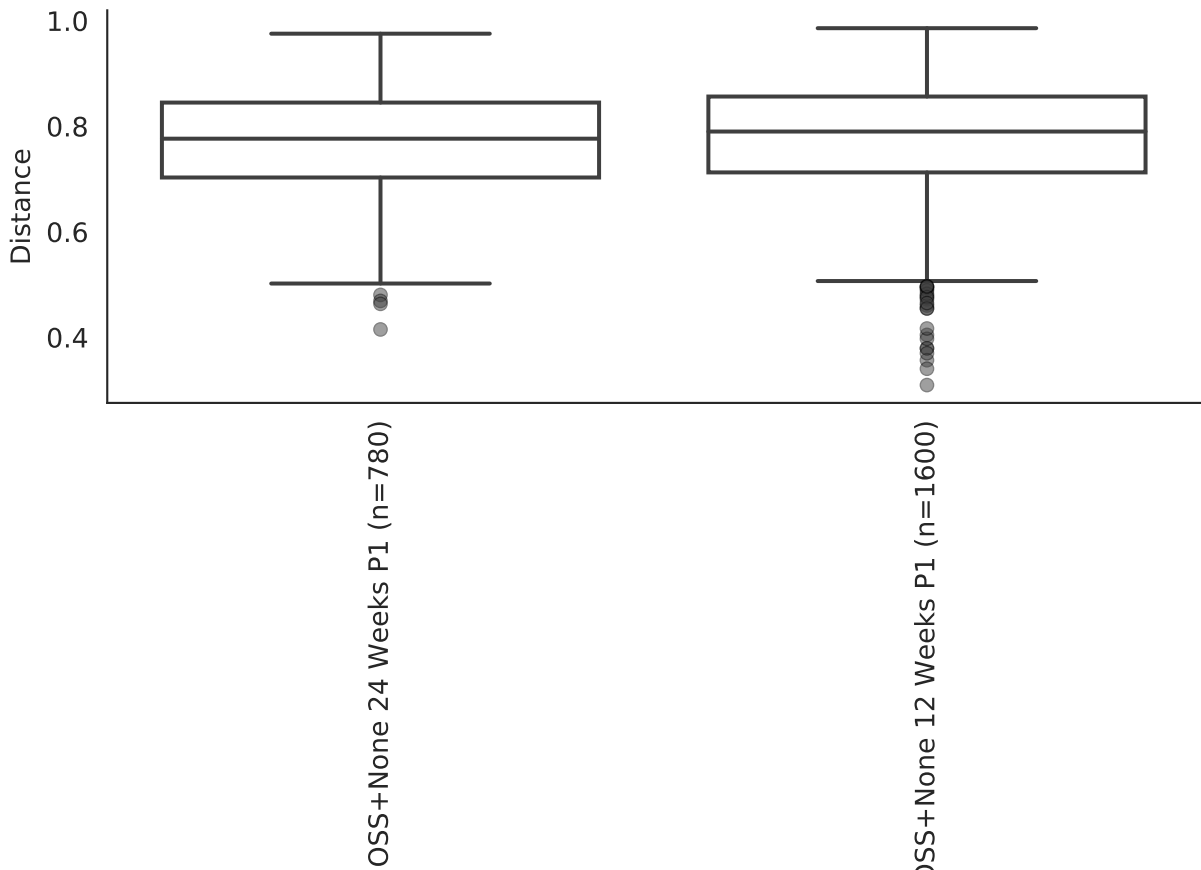 1.0
0.8
0.6
0.4
Distance
OSS+None 24 Weeks P1 (n=780)
OSS+None 12 Weeks P1 (n=1600)